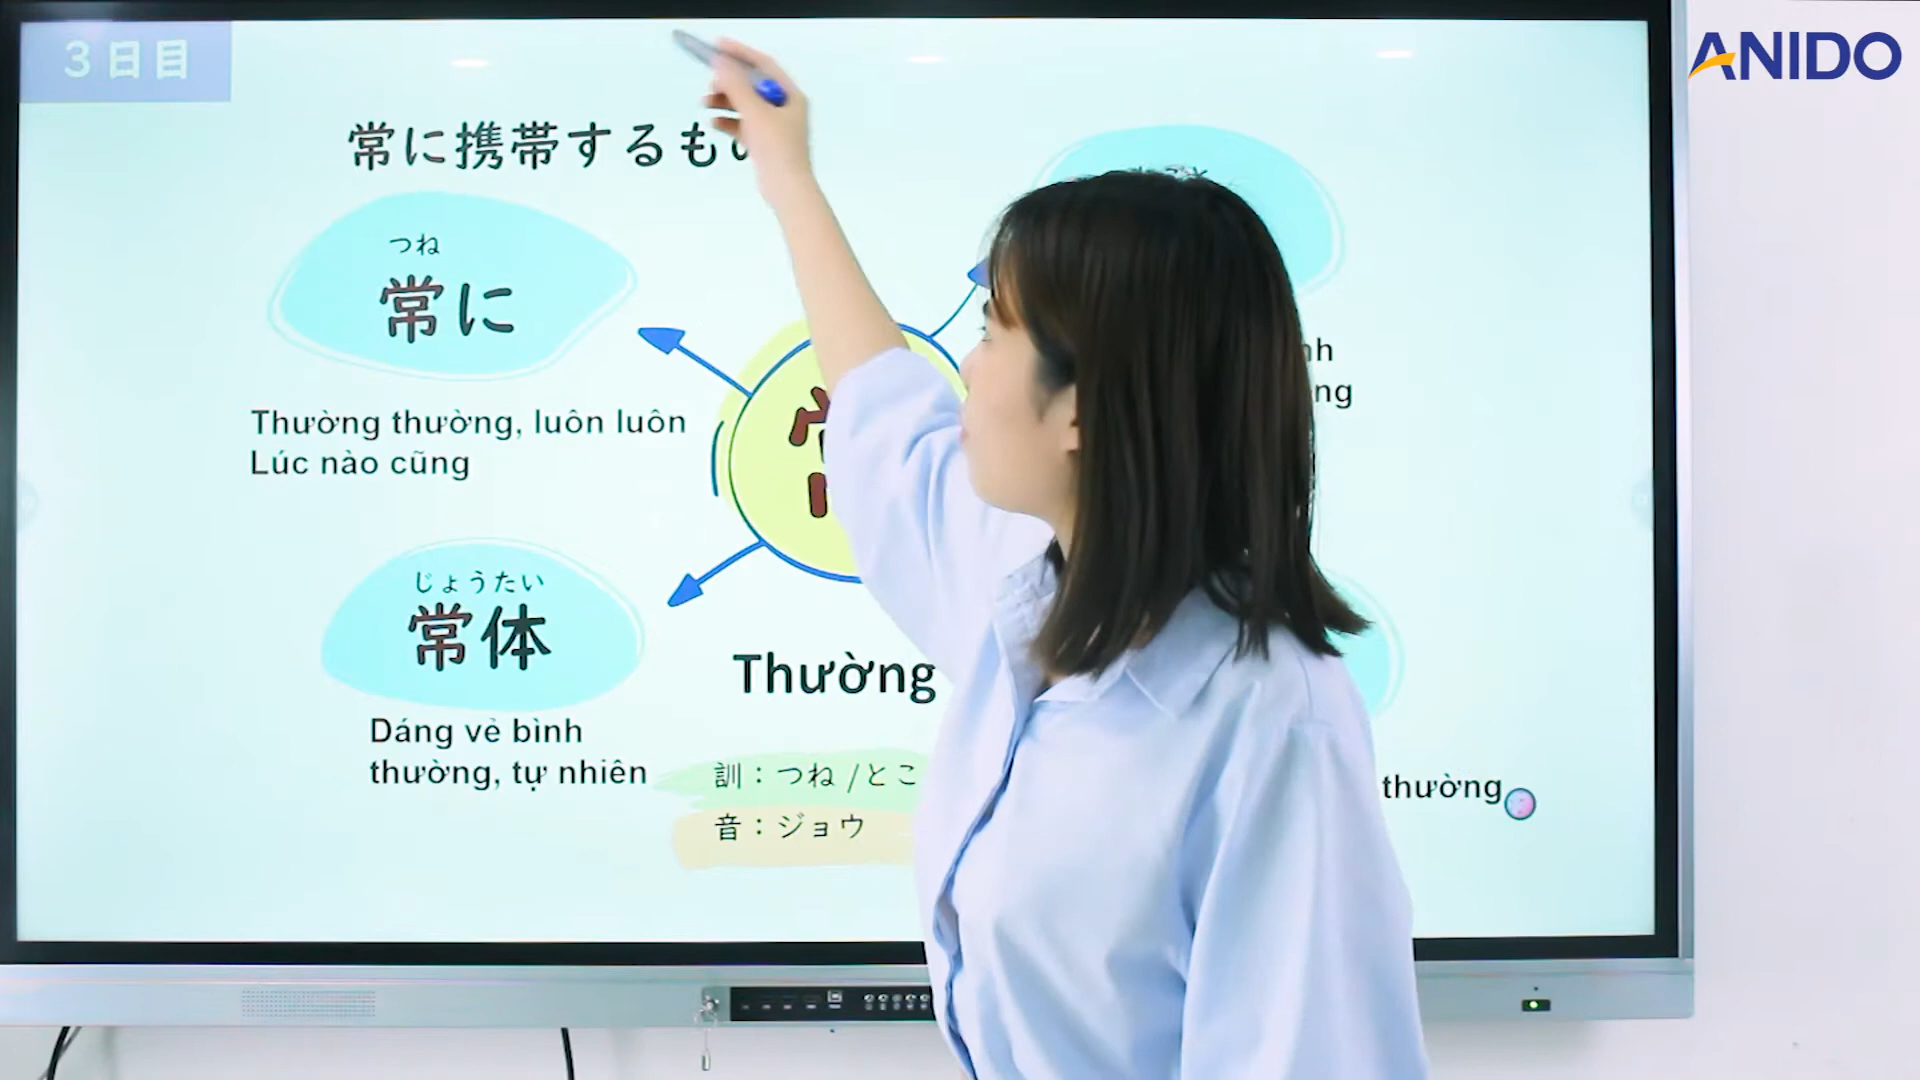 3日目
ANIDO
常に携帯するも
つね
常に
Thường thường, luôn luôn
Lúc nào cũng
じょうたい
常体
Dáng vẻ bình
thường, tự nhiên
Thường
訓：つね /とこ
音：ジョウ
thường